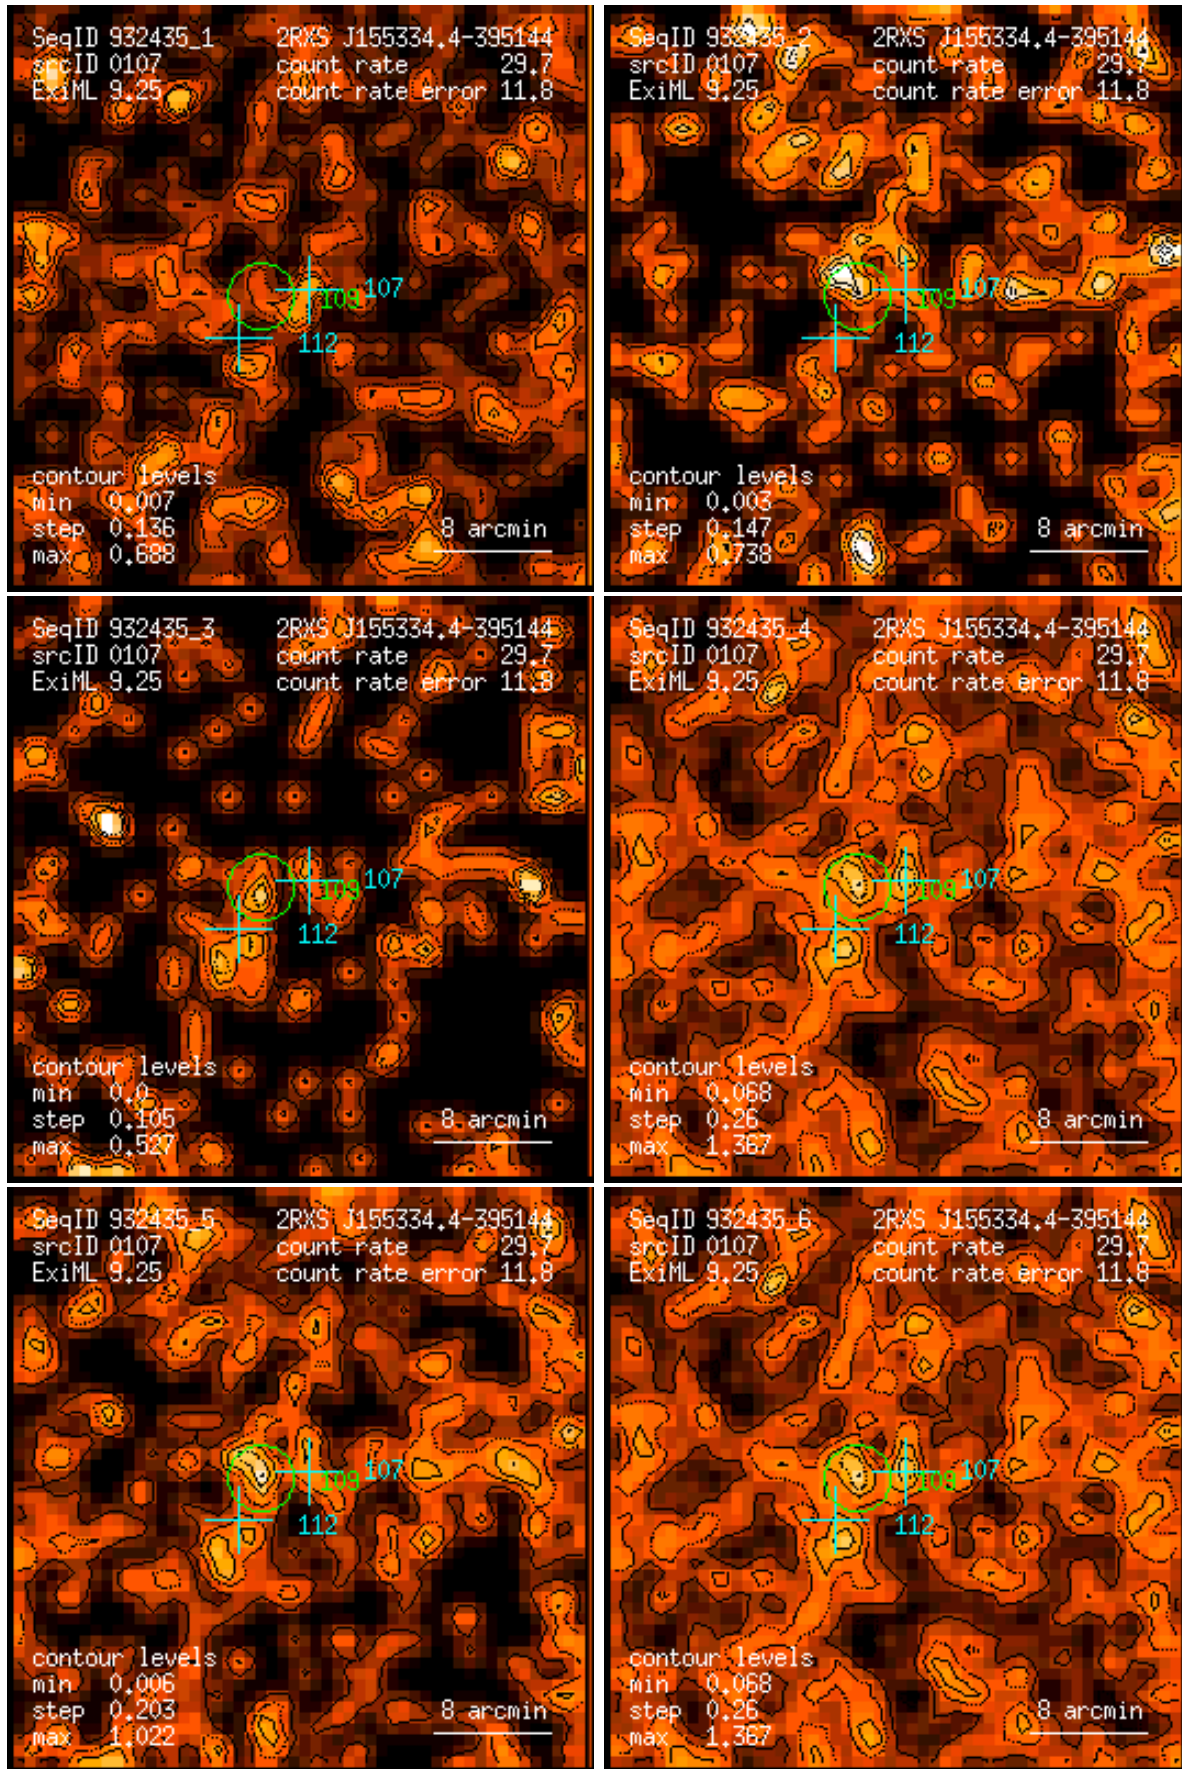 SeqID 932435_1 2RXS J155334.4-395144
srcID 0107 count rate 29.7
ExiML 9.25 count rate error 11.8
109 107
112
contour levels
min 0.007
step 0.136 8 arcmin
max 0.688
SeqID 932435_2 2RXS J155334.4-395144
srcID 0107 count rate 29.7
ExiML 9.25 count rate error 11.8
109 107
112
contour levels
min 0.003
step 0.147 8 arcmin
max 0.738
SeqID 932435_3 2RXS J155334.4-395144
srcID 0107 count rate 29.7
ExiML 9.25 count rate error 11.8
109 107
112
contour levels
min 0.0
step 0.105 8 arcmin
max 0.527
SeqID 932435_4 2RXS J155334.4-395144
srcID 0107 count rate 29.7
ExiML 9.25 count rate error 11.8
109 107
112
contour levels
min 0.068
step 0.26 8 arcmin
max 1.367
SeqID 932435_5 2RXS J155334.4-395144
srcID 0107 count rate 29.7
ExiML 9.25 count rate error 11.8
109 107
112
contour levels
min 0.006
step 0.203 8 arcmin
max 1.022
SeqID 932435_6 2RXS J155334.4-395144
srcID 0107 count rate 29.7
ExiML 9.25 count rate error 11.8
109 107
112
contour levels
min 0.068
step 0.26 8 arcmin
max 1.367